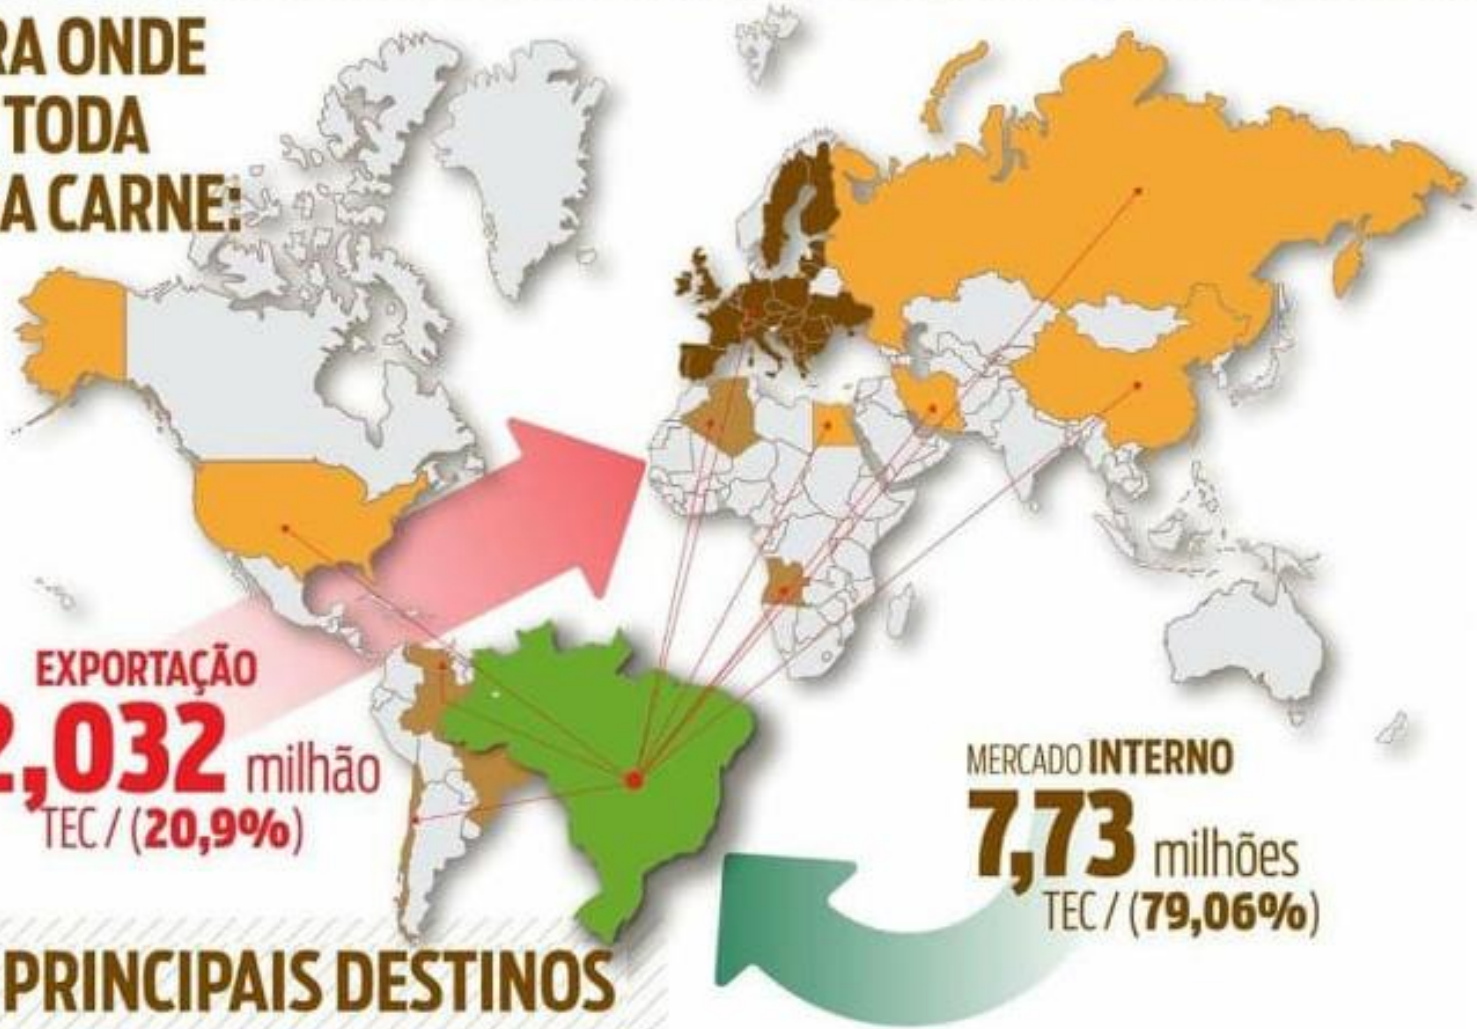 RA ONDE
TODA
A CARNE:
EXPORTAÇÃO
2,032 milhão
TEC / (20,9%)
MERCADO INTERNO
7,73 milhões
TEC / (79,06%)
PRINCIPAIS DESTINOS